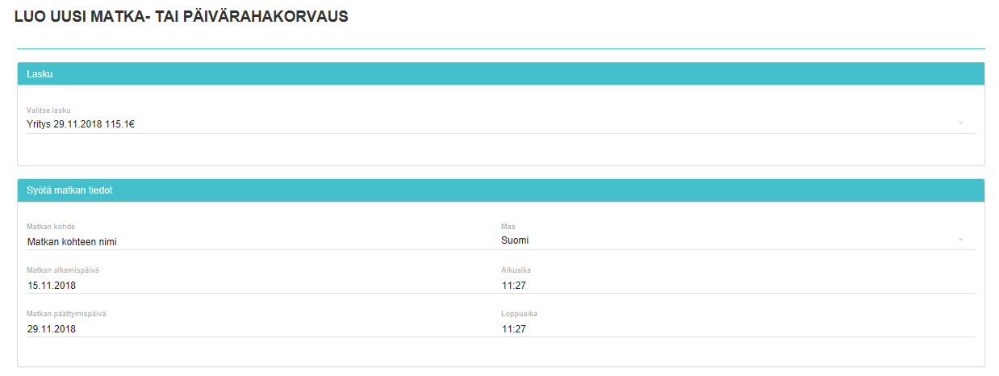 LUO UUSI MATKA- TAI PÄIVÄRAHAKORVAUS
Lasku
Valitse lasku
Yritys 29.11.2018 115.1€
Syötä matkan tiedot
Matkan kohde
Matkan kohteen nimi
Maa
Suomi
Matkan alkamispäivä
15.11.2018
Alkuaika
11:27
Matkan päättymispäivä
29.11.2018
Loppuaika
11:27